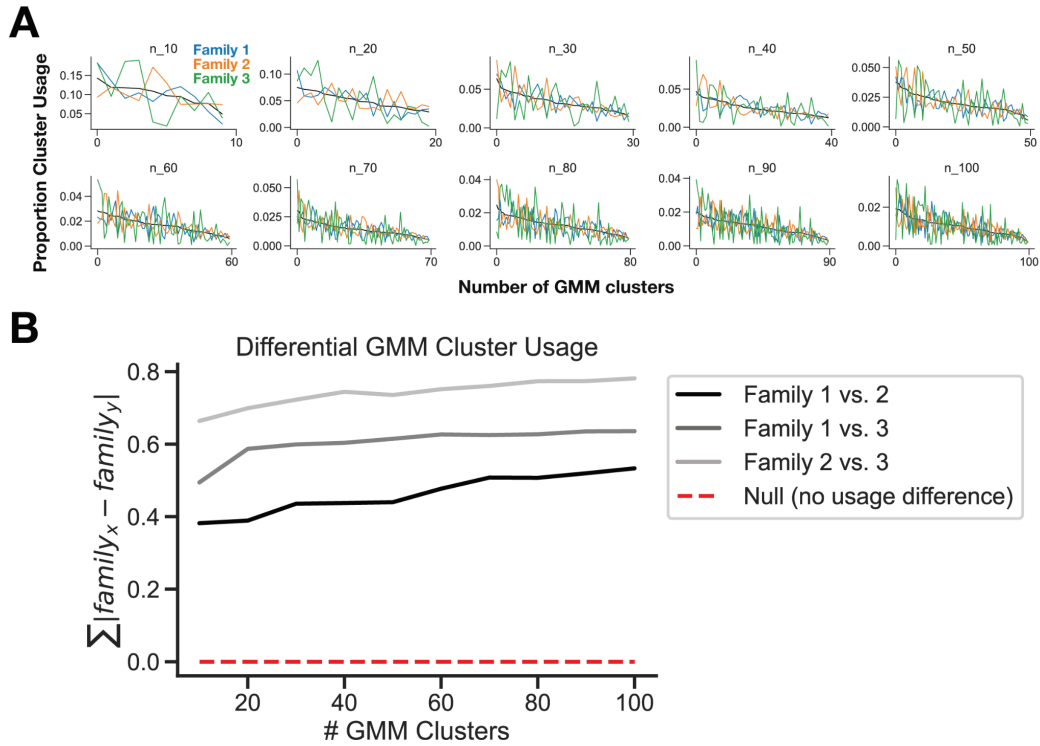 A
Proportion Cluster Usage
n_10
Family 1
Family 2
Family 3
0.15
0.10
0.05
0
10
n_20
0.10
0.05
0.00
0
20
n_30
0.05
0.00
0
30
n_40
0.05
0.00
0
40
n_50
0.050
0.025
0.000
0
50
n_60
0.04
0.02
0.00
0
60
n_70
0.050
0.025
0.000
0
70
n_80
0.04
0.02
0.00
0
80
n_90
0.04
0.02
0.00
0
90
n_100
0.02
0.00
0
100
Number of GMM clusters
B
Differential GMM Cluster Usage
∑|family_x − family_y|
0.8
0.6
0.4
0.2
0.0
20 40 60 80 100
# GMM Clusters
Family 1 vs. 2
Family 1 vs. 3
Family 2 vs. 3
Null (no usage difference)